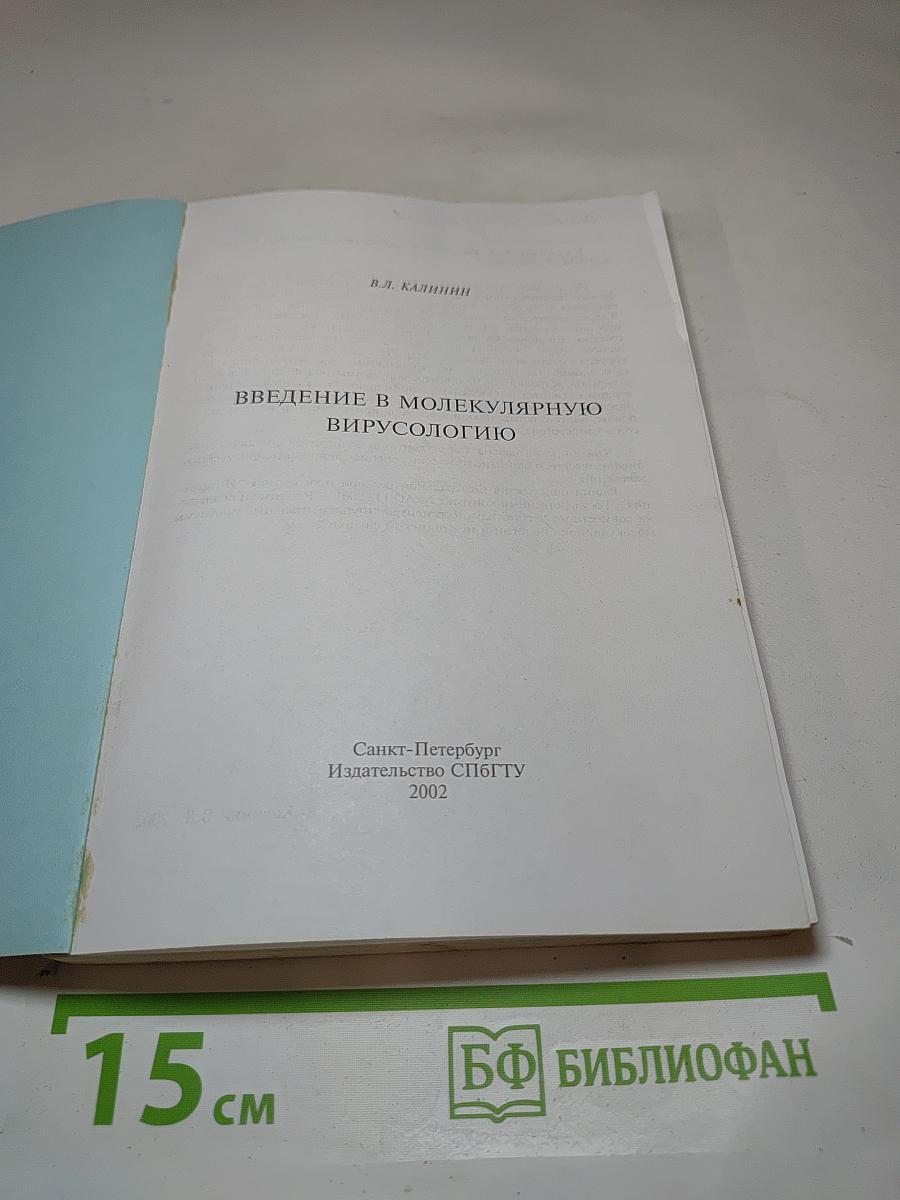 В.Л. КАЛИНИН
ВВЕДЕНИЕ В МОЛЕКУЛЯРНУЮ
ВИРУСОЛОГИЮ
Санкт-Петербург
Издательство СПбГТУ
2002
15 см
БФ БИБЛИОФАН